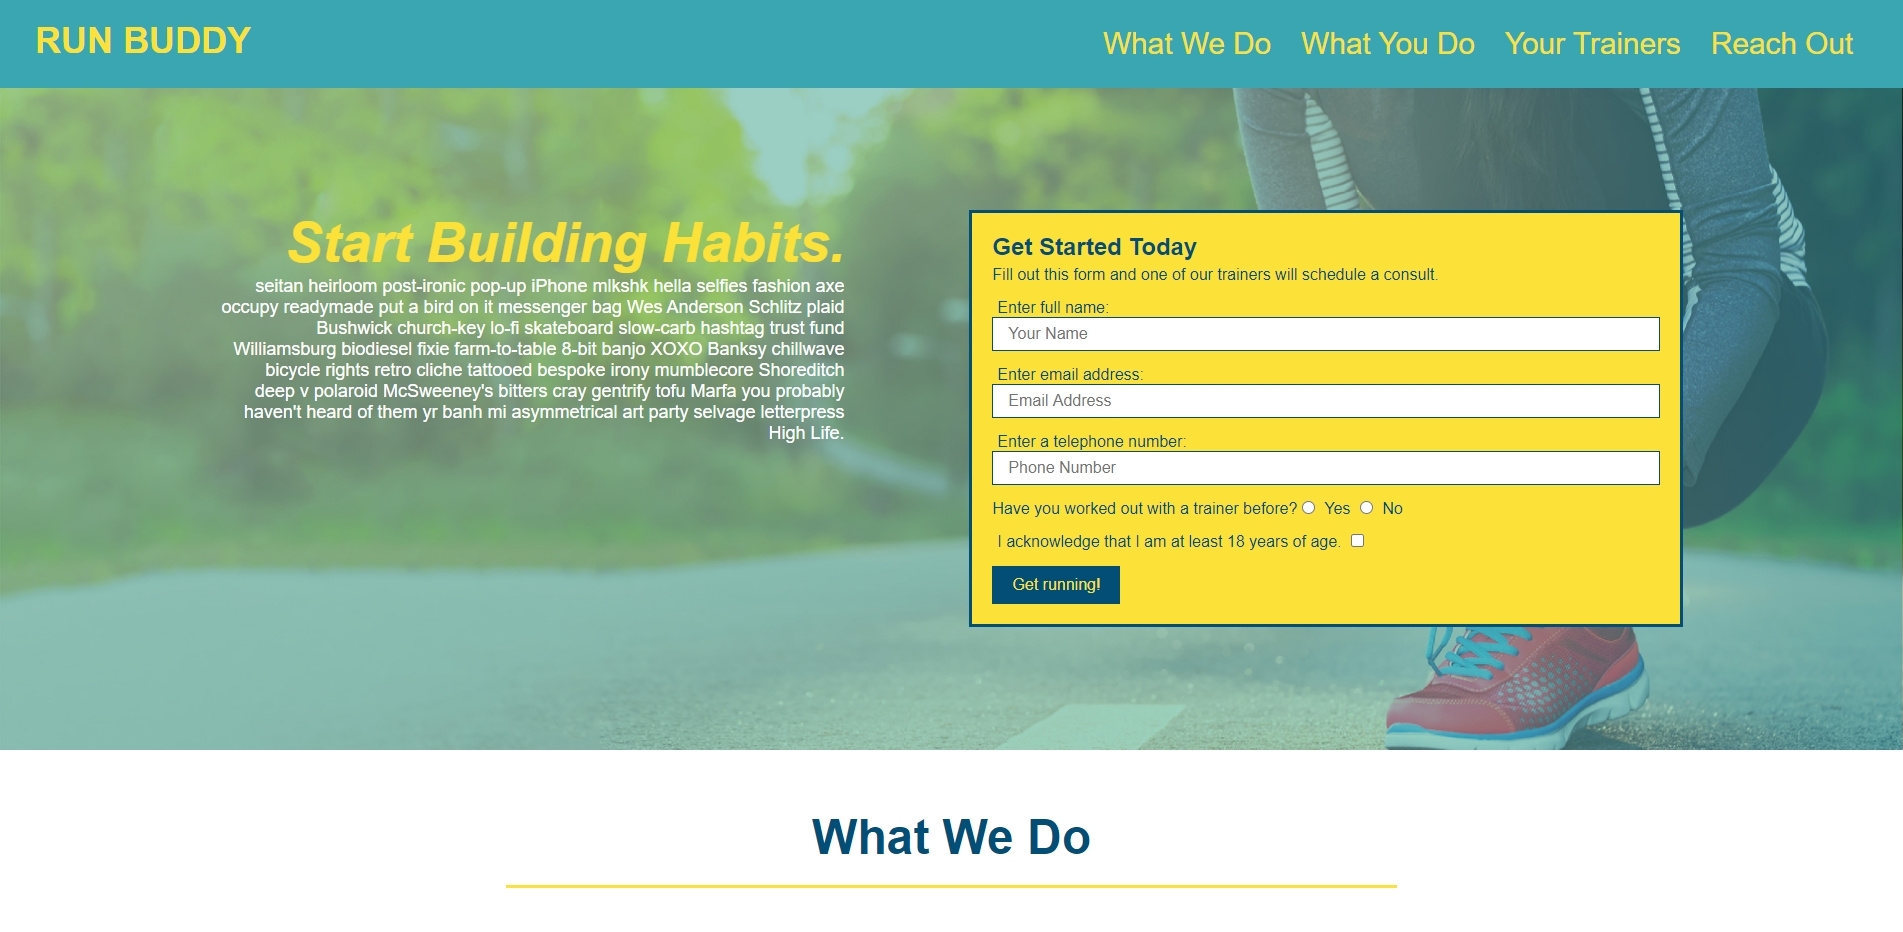 RUN BUDDY
What We Do
What You Do
Your Trainers
Reach Out
Start Building Habits.
seitan heirloom post-ironic pop-up iPhone mlkshk hella selfies fashion axe
occupy readymade put a bird on it messenger bag Wes Anderson Schlitz plaid
Bushwick church-key lo-fi skateboard slow-carb hashtag trust fund
Williamsburg biodiesel fixie farm-to-table 8-bit banjo XOXO Banksy chillwave
bicycle rights retro cliche tattooed bespoke irony mumblecore Shoreditch
deep v polaroid McSweeney's bitters cray gentrify tofu Marfa you probably
haven't heard of them yr banh mi asymmetrical art party selvage letterpress
High Life.
Get Started Today
Fill out this form and one of our trainers will schedule a consult.
Enter full name:
Your Name
Enter email address:
Email Address
Enter a telephone number:
Phone Number
Have you worked out with a trainer before? Yes No
I acknowledge that I am at least 18 years of age.
Get running!
What We Do